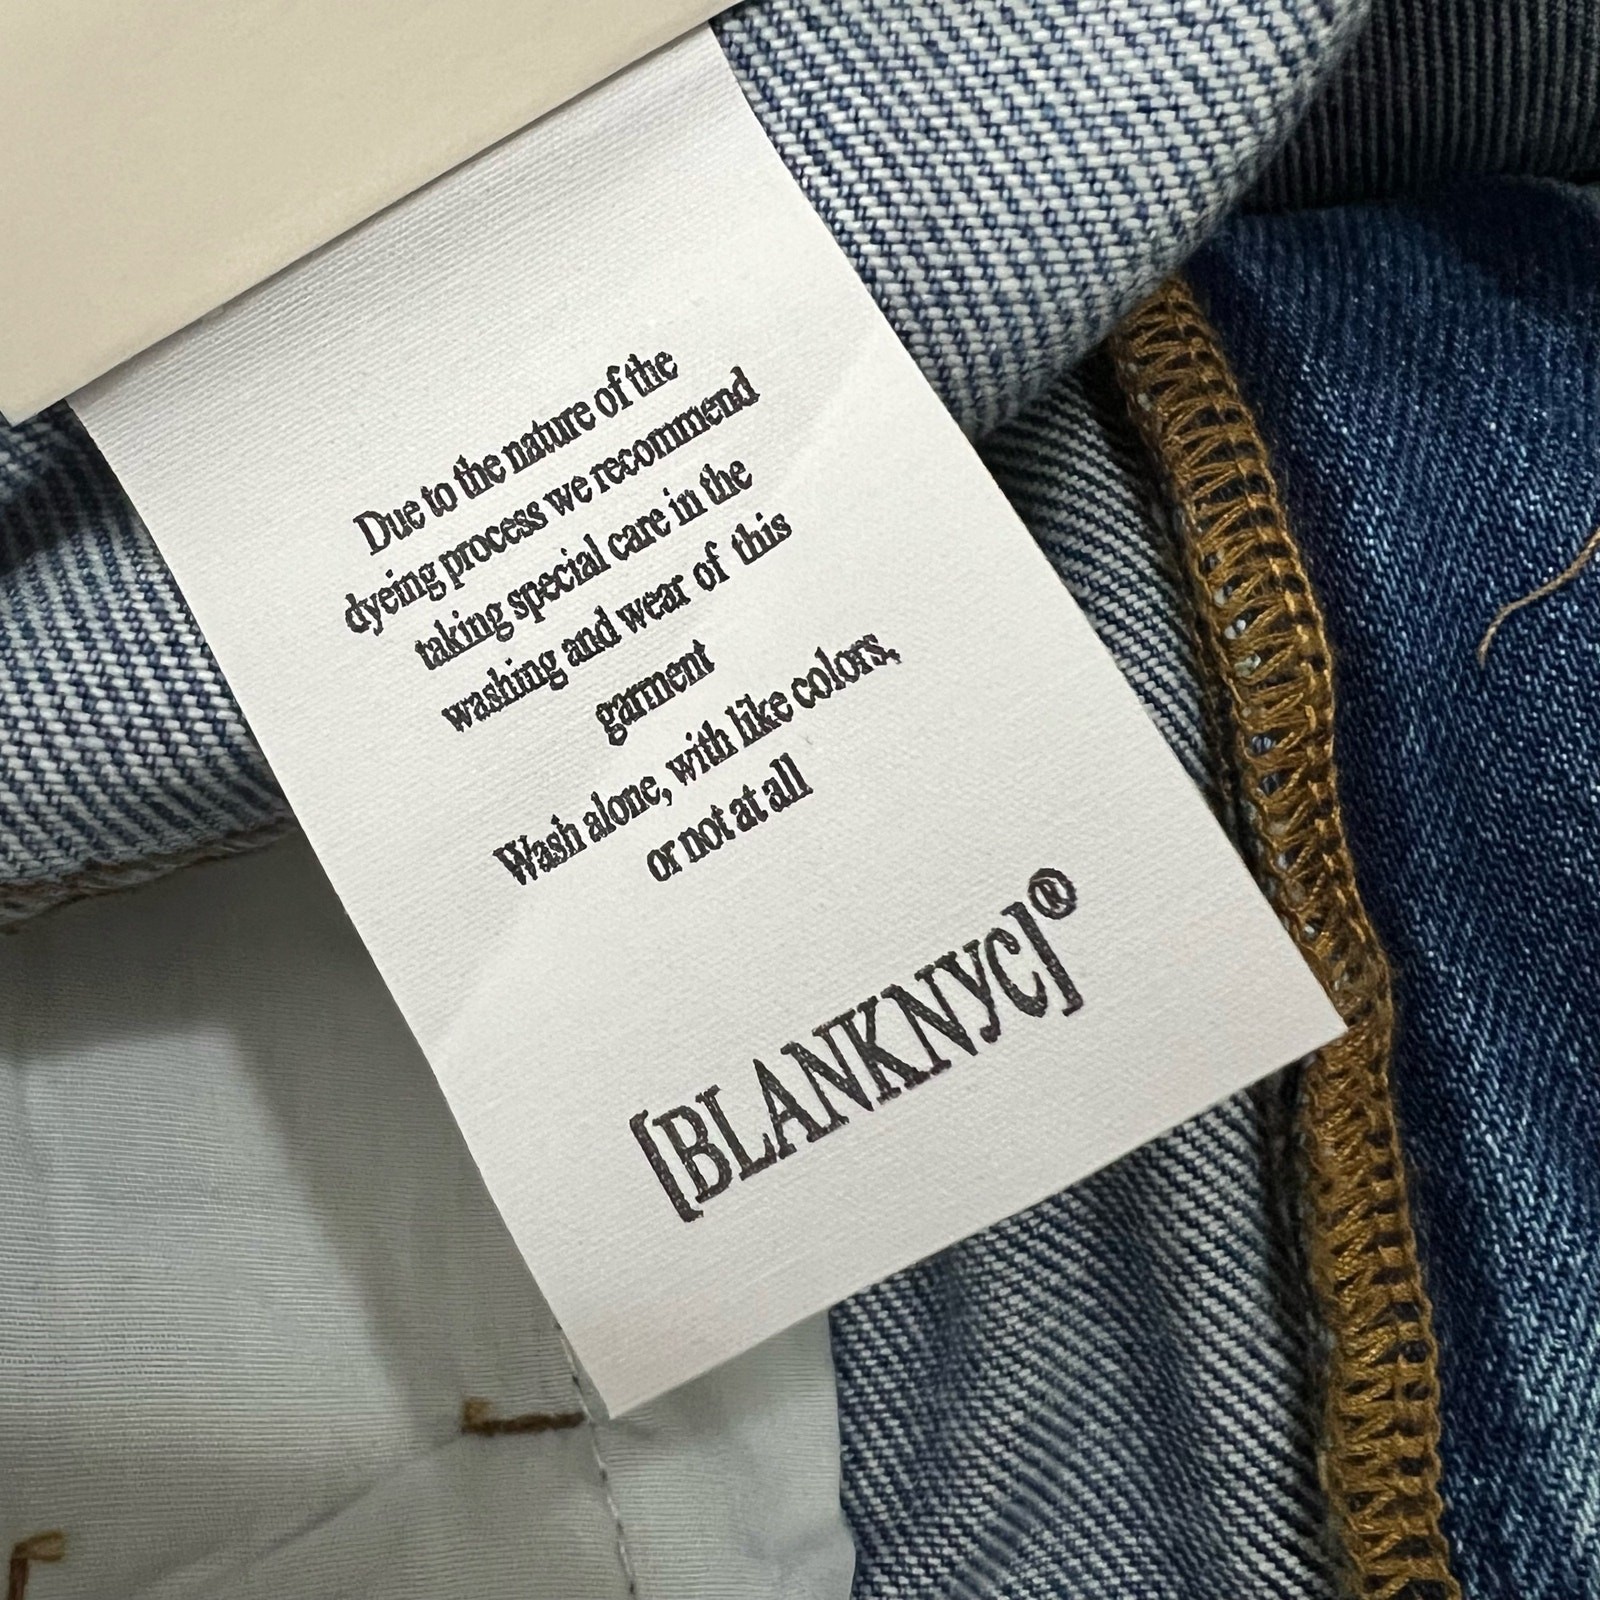 Due to the nature of the
dyeing process we recommend
taking special care in the
washing and wear of this
garment
Wash alone, with like colors,
or not at all
[BLANKNYC]®